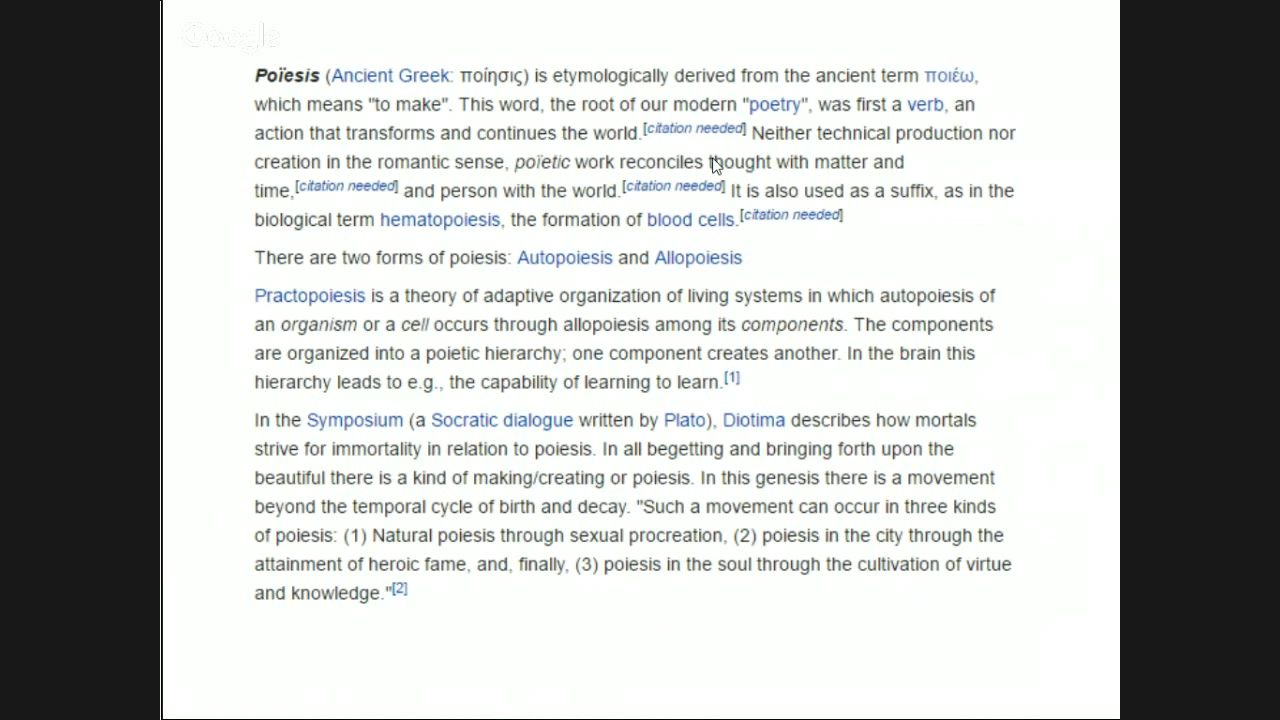 Google
Poïesis (Ancient Greek: ποίησις) is etymologically derived from the ancient term ποιέω,
which means "to make". This word, the root of our modern "poetry", was first a verb, an
action that transforms and continues the world.[citation needed] Neither technical production nor
creation in the romantic sense, poïetic work reconciles thought with matter and
time,[citation needed] and person with the world.[citation needed] It is also used as a suffix, as in the
biological term hematopoiesis, the formation of blood cells.[citation needed]
There are two forms of poiesis: Autopoiesis and Allopoiesis
Practopoiesis is a theory of adaptive organization of living systems in which autopoiesis of
an organism or a cell occurs through allopoiesis among its components. The components
are organized into a poietic hierarchy; one component creates another. In the brain this
hierarchy leads to e.g., the capability of learning to learn.[1]
In the Symposium (a Socratic dialogue written by Plato), Diotima describes how mortals
strive for immortality in relation to poiesis. In all begetting and bringing forth upon the
beautiful there is a kind of making/creating or poiesis. In this genesis there is a movement
beyond the temporal cycle of birth and decay. "Such a movement can occur in three kinds
of poiesis: (1) Natural poiesis through sexual procreation, (2) poiesis in the city through the
attainment of heroic fame, and, finally, (3) poiesis in the soul through the cultivation of virtue
and knowledge."[2]